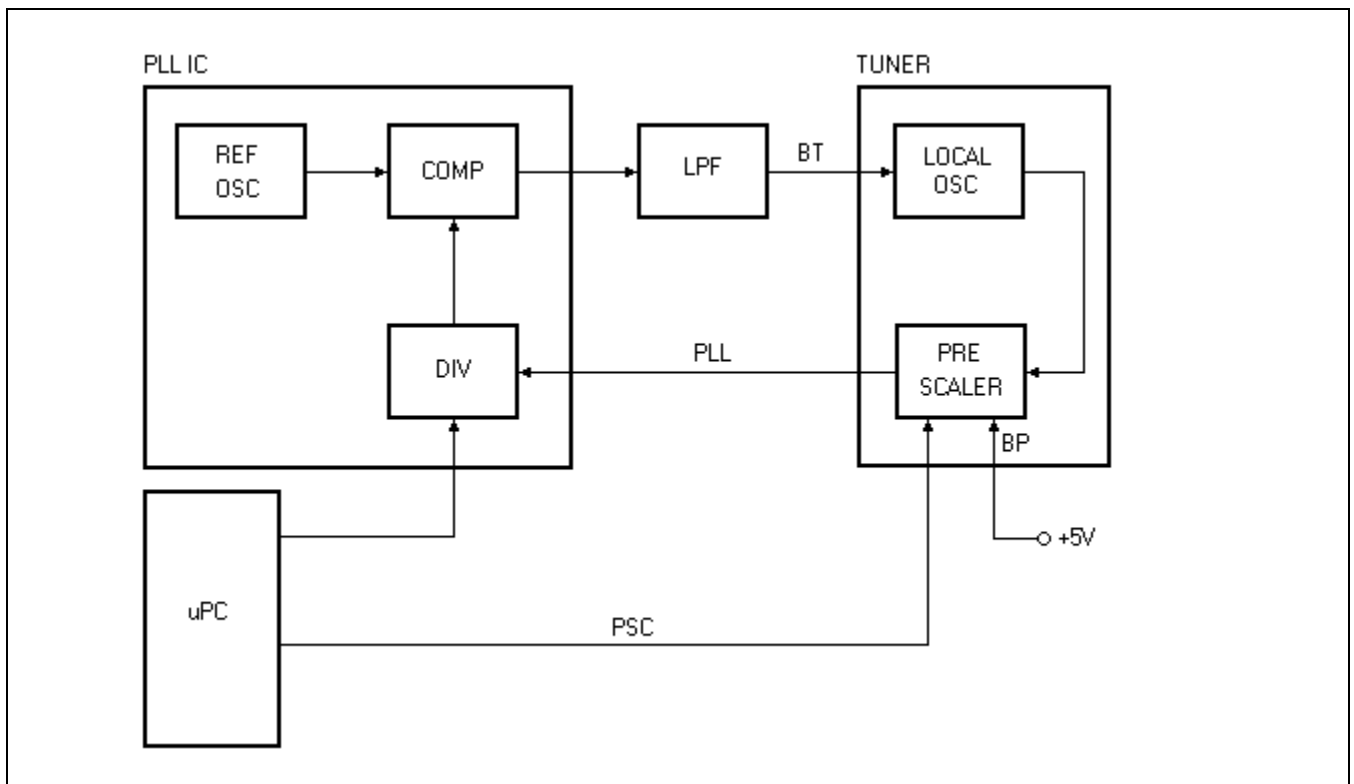 PLL IC
TUNER
REF
OSC
COMP
LPF
BT
LOCAL
OSC
DIV
PLL
PRE
SCALER
BP
+5V
uPC
PSC